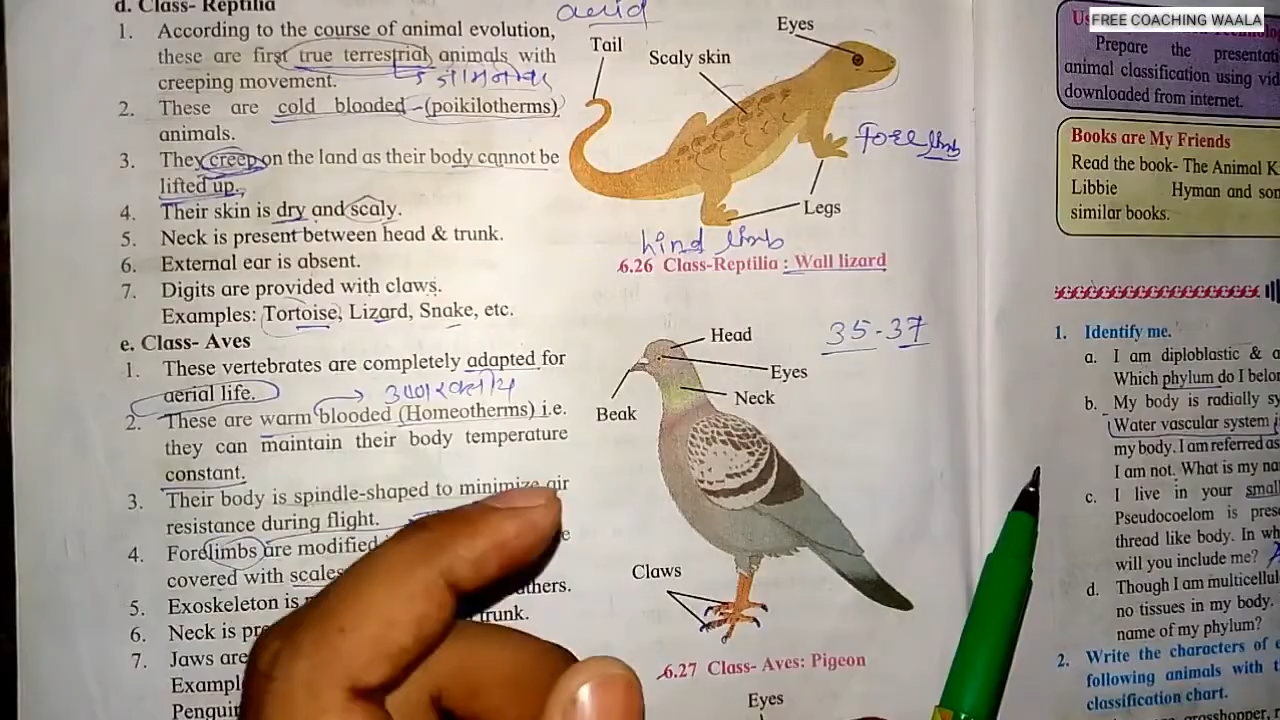 d. Class- Reptilia
1. According to the course of animal evolution,
these are first true terrestrial animals with
creeping movement.
2. These are cold blooded -(poikilotherms)
animals.
3. They creep on the land as their body cannot be
lifted up.
4. Their skin is dry and scaly.
5. Neck is present between head & trunk.
6. External ear is absent.
7. Digits are provided with claws.
Examples: Tortoise, Lizard, Snake, etc.
e. Class- Aves
1. These vertebrates are completely adapted for
aerial life.
2. These are warm blooded (Homeotherms) i.e.
they can maintain their body temperature
constant.
3. Their body is spindle-shaped to minimize air
resistance during flight.
4. Forelimbs are modified
covered with scales
5. Exoskeleton is
6. Neck is
trunk.
7. Jaws are
Tail
Scaly skin
Eyes
Fore limb
Legs
hind limb
6.26 Class-Reptilia : Wall lizard
Head
35-37
Eyes
Neck
Beak
Claws
6.27 Class- Aves: Pigeon
Eyes
FREE COACHING WAALA
Prepare the
animal classification using
downloaded from internet.
Books are My Friends
Read the book- The Animal
Libbie Hyman and
similar books.
1. Identify me.
a. I am diploblastic &
Which phylum do I
b. My body is radially
Water vascular system
my body. I am referred as
I am not. What is my
c. I live in your small
Pseudocoelom is
thread like body. In
will you include me?
d. Though I am
no tissues in my body.
name of my phylum?
2. Write the characters of
following animals with
classification chart.